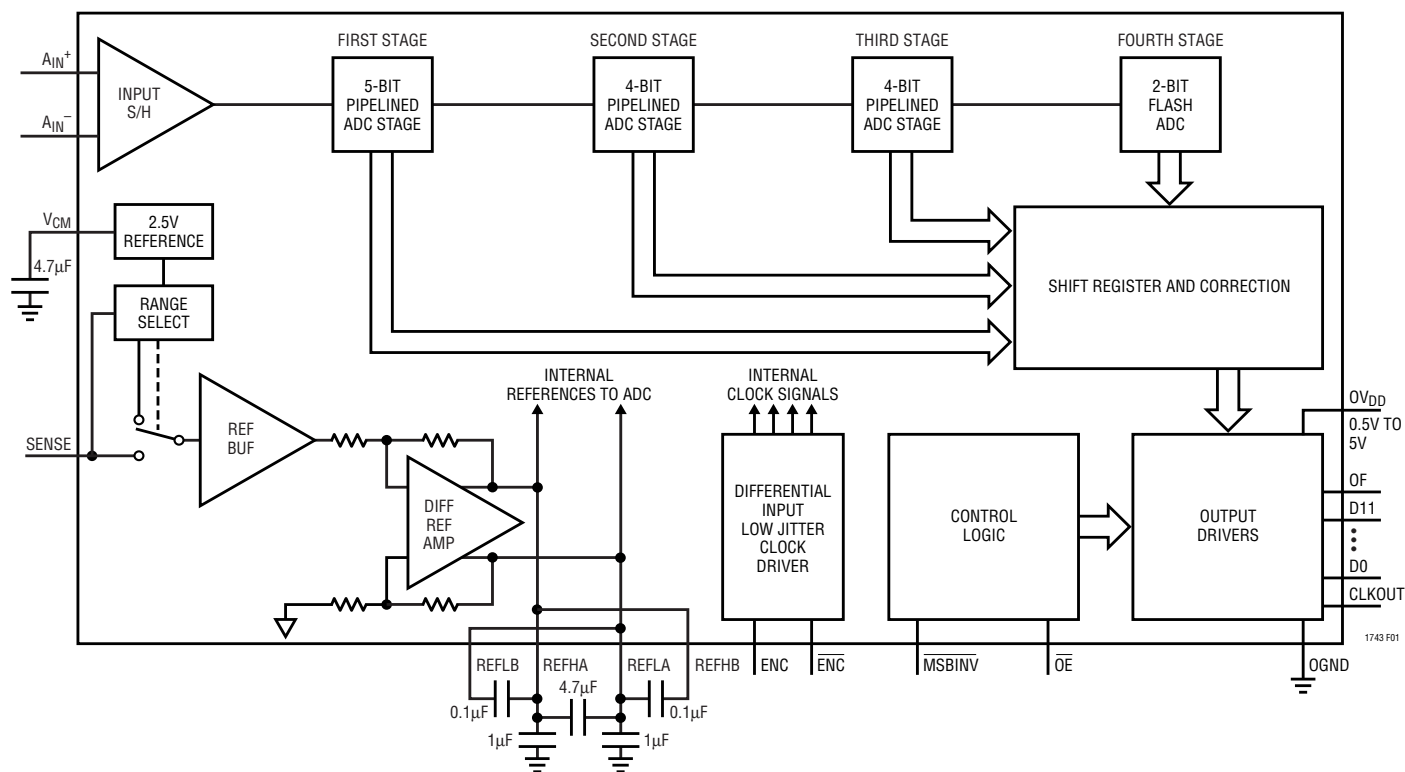 FIRST STAGE
SECOND STAGE
THIRD STAGE
FOURTH STAGE
AIN+
AIN–
INPUT
S/H
5-BIT
PIPELINED
ADC STAGE
4-BIT
PIPELINED
ADC STAGE
4-BIT
PIPELINED
ADC STAGE
2-BIT
FLASH
ADC
VCM
4.7µF
2.5V
REFERENCE
RANGE
SELECT
SHIFT REGISTER AND CORRECTION
SENSE
REF
BUF
DIFF
REF
AMP
INTERNAL
REFERENCES TO ADC
INTERNAL
CLOCK SIGNALS
DIFFERENTIAL
INPUT
LOW JITTER
CLOCK
DRIVER
CONTROL
LOGIC
OUTPUT
DRIVERS
OVDD
0.5V TO
5V
OF
D11
D0
CLKOUT
1743 F01
REFLB
REFHA
REFLA
REFHB
ENC
E̅N̅C̅
M̅S̅B̅I̅N̅V̅
O̅E̅
OGND
4.7µF
0.1µF
0.1µF
1µF
1µF